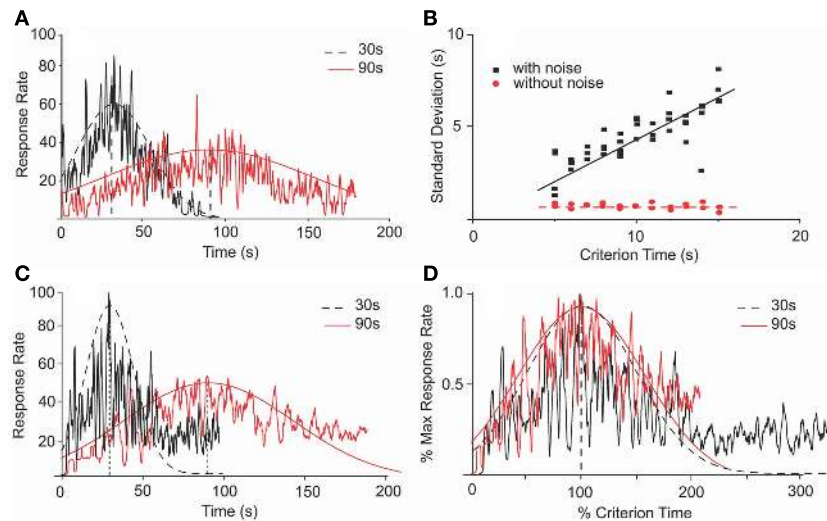 A
Response Rate
100
80
60
40
20
0 50 100 150 200
Time (s)
30s
90s
B
Standard Deviation (s)
10
5
0 10 20
Criterion Time (s)
with noise
without noise
C
Response Rate
100
80
60
40
20
0 50 100 150 200
Time (s)
30s
90s
D
% Max Response Rate
1.0
0.5
0 100 200 300
% Criterion Time
30s
90s